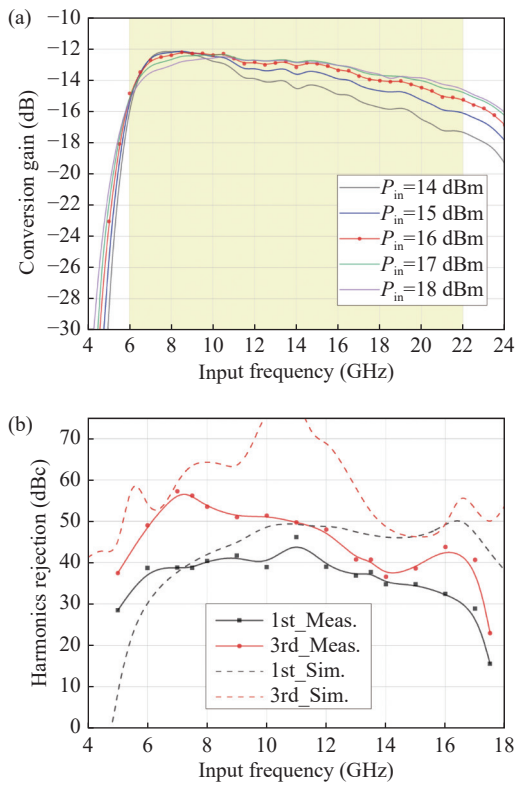 (a)
−10
−12
−14
−16
−18
−20
−22
−24
−26
−28
−30
Conversion gain (dB)
Pin=14 dBm
Pin=15 dBm
Pin=16 dBm
Pin=17 dBm
Pin=18 dBm
4 6 8 10 12 14 16 18 20 22 24
Input frequency (GHz)
(b)
70
60
50
40
30
20
10
0
Harmonics rejection (dBc)
1st_Meas.
3rd_Meas.
1st_Sim.
3rd_Sim.
4 6 8 10 12 14 16 18
Input frequency (GHz)